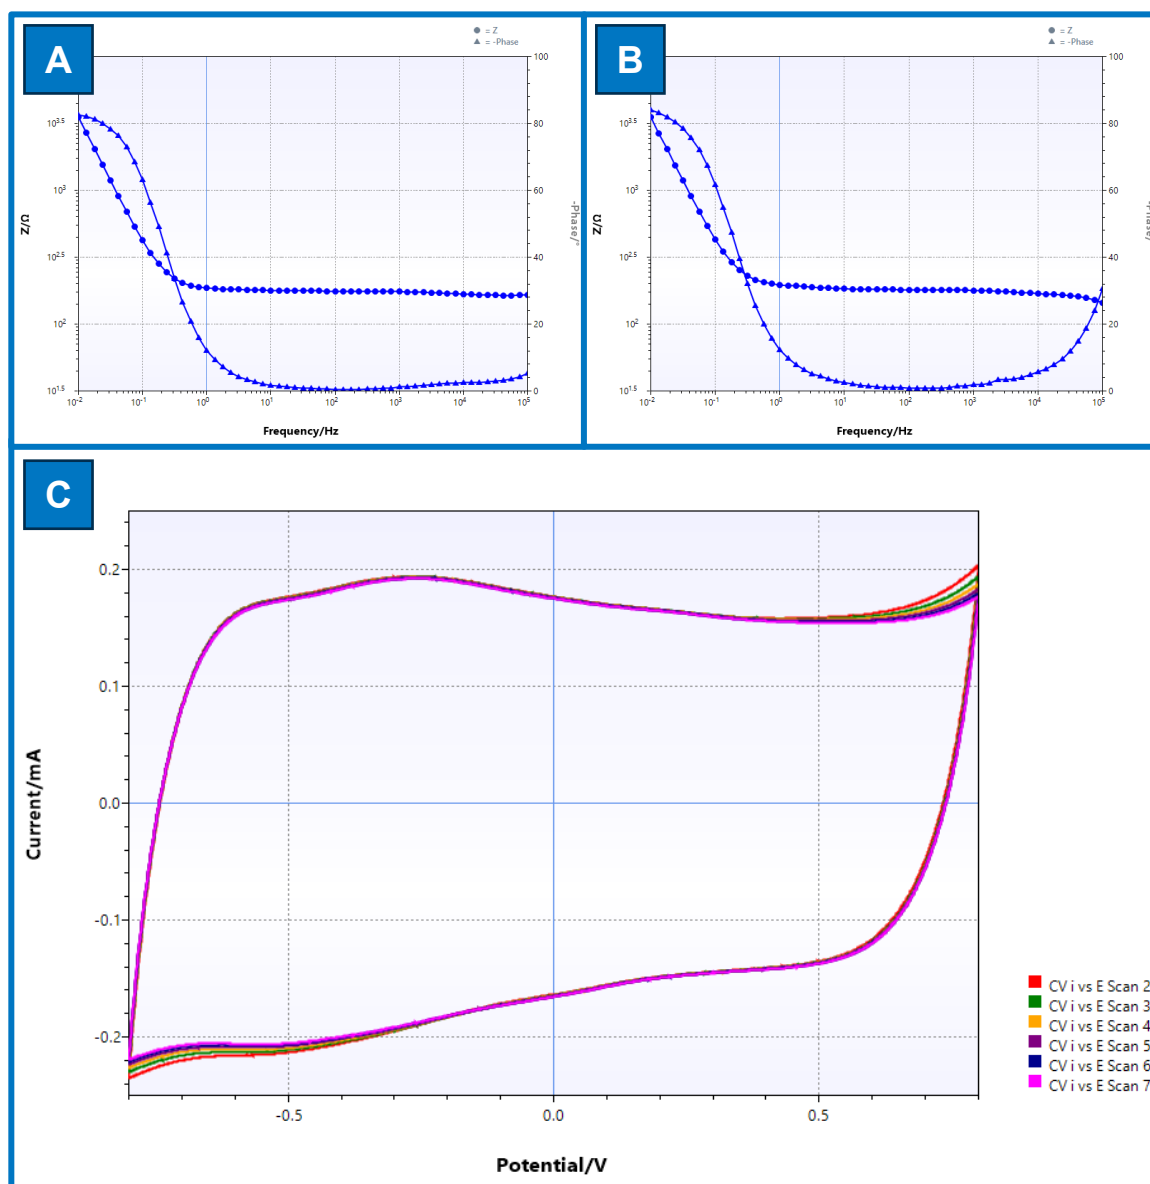 A
● = Z
▲ = -Phase
100
80
60
40
20
0
10^3.5
10^3
10^2.5
10^2
10^1.5
Z/Ω
-Phase/°
10^-2 10^-1 10^0 10^1 10^2 10^3 10^4 10^5
Frequency/Hz
B
● = Z
▲ = -Phase
100
80
60
40
20
0
10^3.5
10^3
10^2.5
10^2
10^1.5
Z/Ω
-Phase/
10^-2 10^-1 10^0 10^1 10^2 10^3 10^4 10^5
Frequency/Hz
C
0.2
0.1
0.0
-0.1
-0.2
Current/mA
-0.5 0.0 0.5
Potential/V
CV i vs E Scan 2
CV i vs E Scan 3
CV i vs E Scan 4
CV i vs E Scan 5
CV i vs E Scan 6
CV i vs E Scan 7